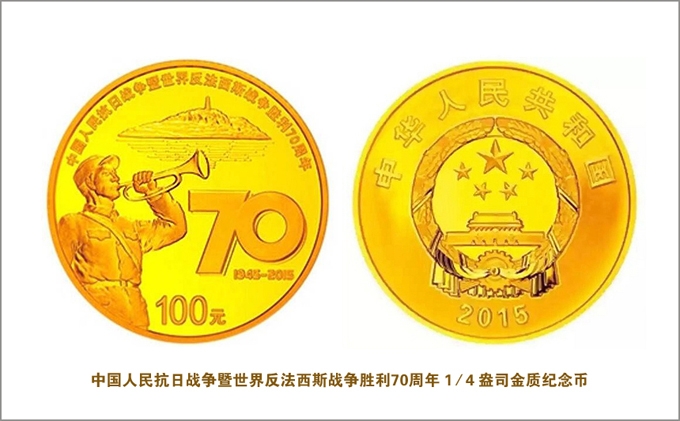 中国人民抗日战争暨世界反法西斯战争胜利70周年
70
1945-2015
100元
中华人民共和国
2015
中国人民抗日战争暨世界反法西斯战争胜利70周年 1/4 盎司金质纪念币